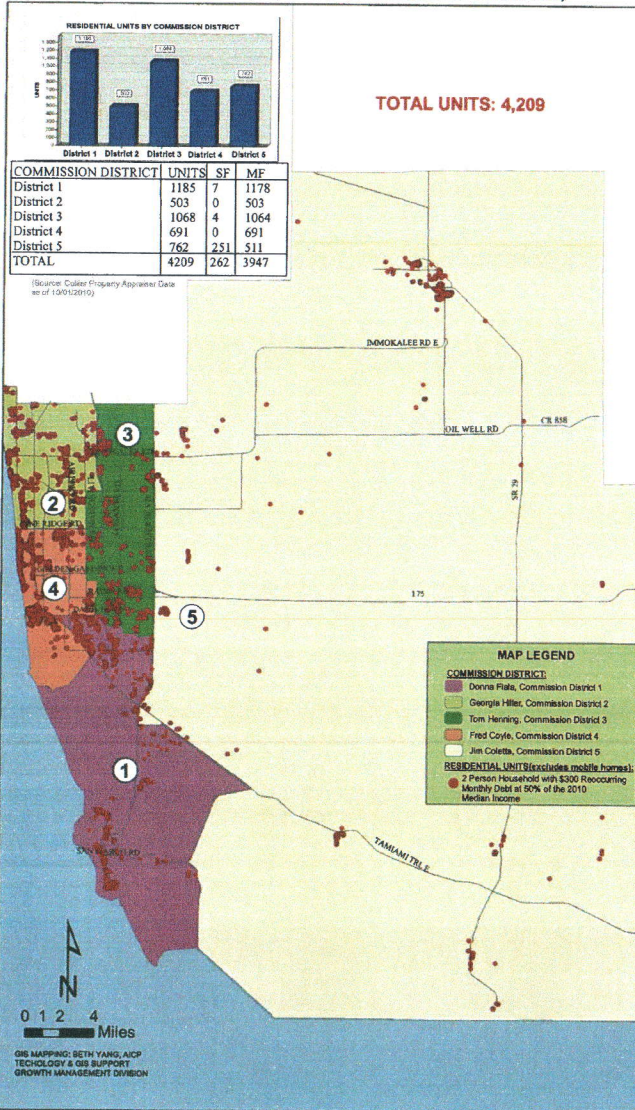 RESIDENTIAL UNITS BY COMMISSION DISTRICT
UNITS
District 1 District 2 District 3 District 4 District 5
TOTAL UNITS: 4,209
COMMISSION DISTRICT UNITS SF MF
District 1 1185 7 1178
District 2 503 0 503
District 3 1068 4 1064
District 4 691 0 691
District 5 762 251 511
TOTAL 4209 262 3947
(Source: Collier Property Appraiser Data
as of 10/01/2010)
IMMOKALEE RD E
OIL WELL RD
CR 858
SR 29
3
2
4
I 75
5
1
TAMIAMI TRL E
MAP LEGEND
COMMISSION DISTRICT:
Donna Fiala, Commission District 1
Georgia Hiller, Commission District 2
Tom Henning, Commission District 3
Fred Coyle, Commission District 4
Jim Coletta, Commission District 5
RESIDENTIAL UNITS(excludes mobile homes):
2 Person Household with $300 Reoccuring
Monthly Debt at 50% of the 2010
Median Income
N
0 1 2 4
Miles
GIS MAPPING: BETH YANG, AICP
TECHOLOGY & GIS SUPPORT
GROWTH MANAGEMENT DIVISION